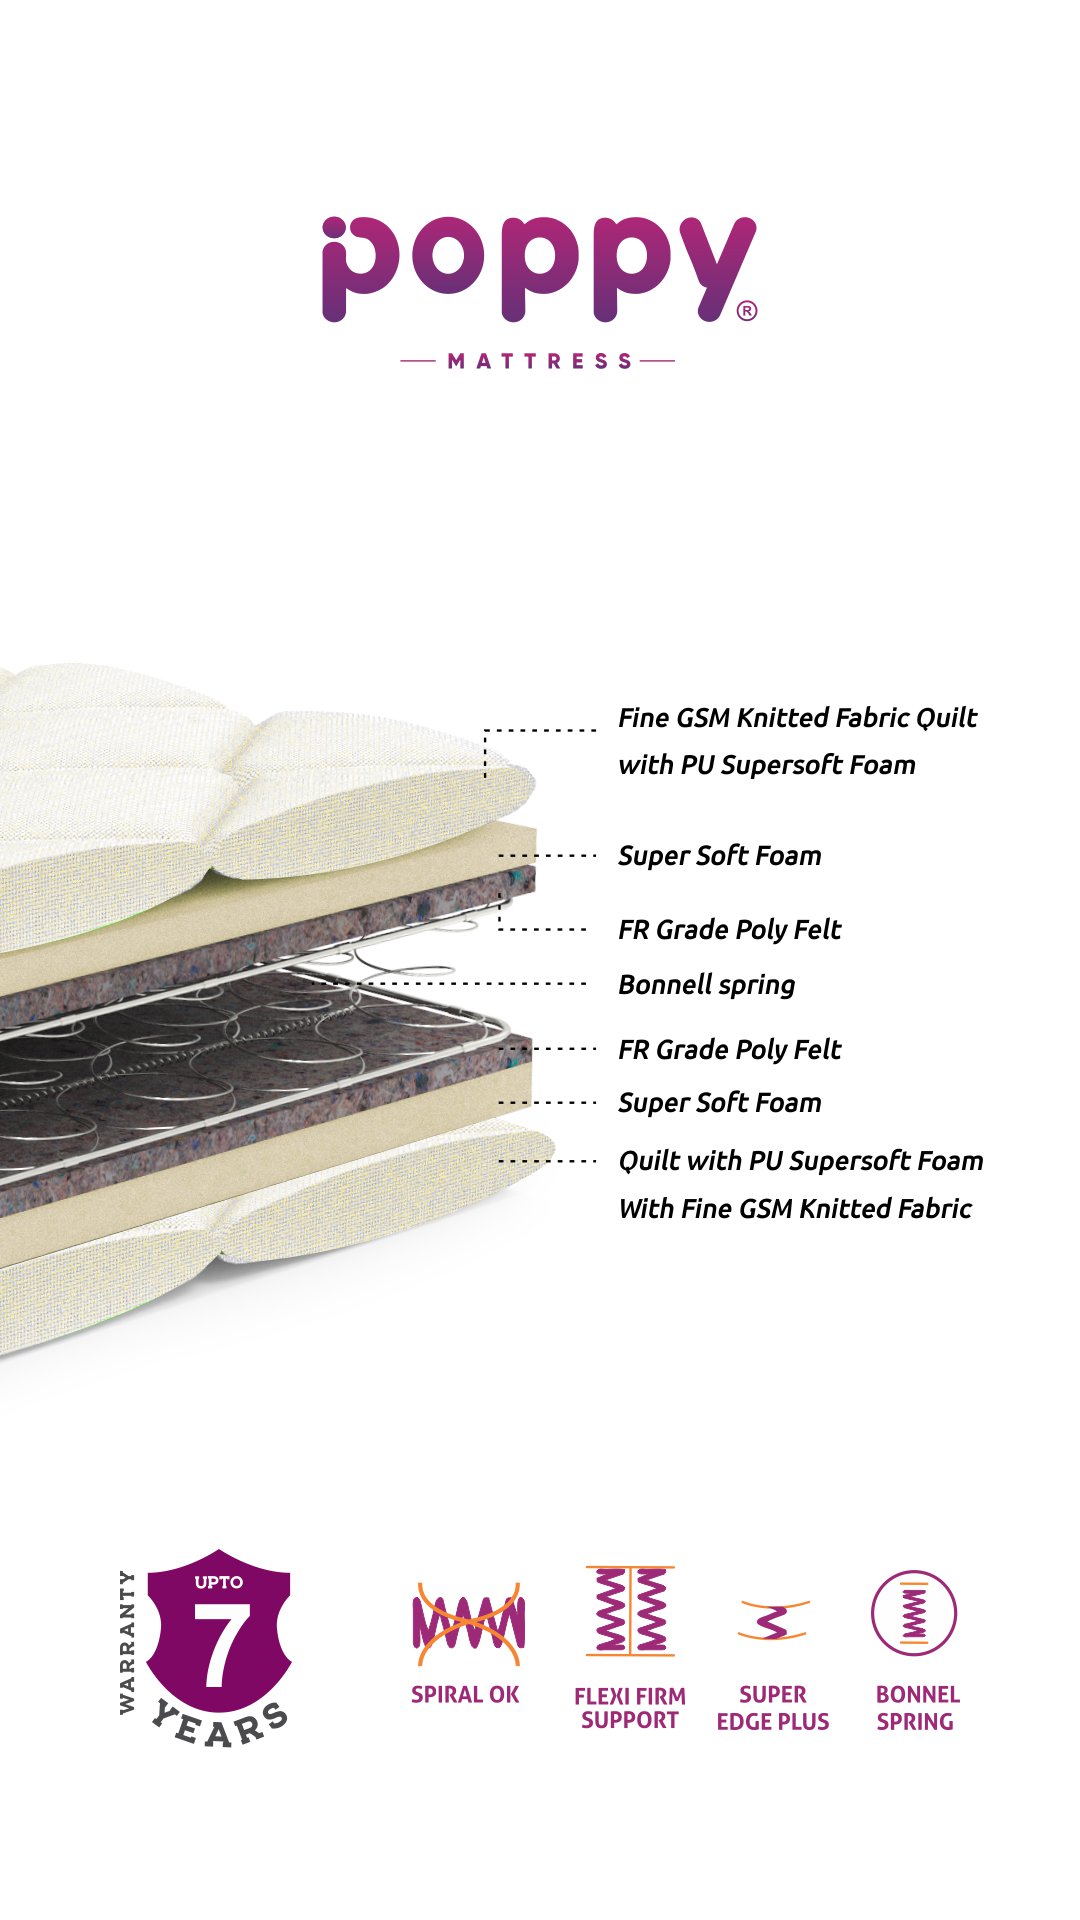 poppy®
MATTRESS
Fine GSM Knitted Fabric Quilt
with PU Supersoft Foam
Super Soft Foam
FR Grade Poly Felt
Bonnell spring
FR Grade Poly Felt
Super Soft Foam
Quilt with PU Supersoft Foam
With Fine GSM Knitted Fabric
WARRANTY
UPTO
7
YEARS
SPIRAL OK
FLEXI FIRM
SUPPORT
SUPER
EDGE PLUS
BONNEL
SPRING